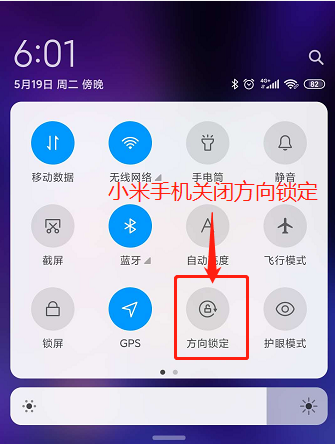 6:01
5月19日 周二 傍晚
4G+
82
移动数据
无线网络
手电筒
静音
小米手机关闭方向锁定
A
截屏
蓝牙
自动亮度
飞行模式
锁屏
GPS
方向锁定
护眼模式